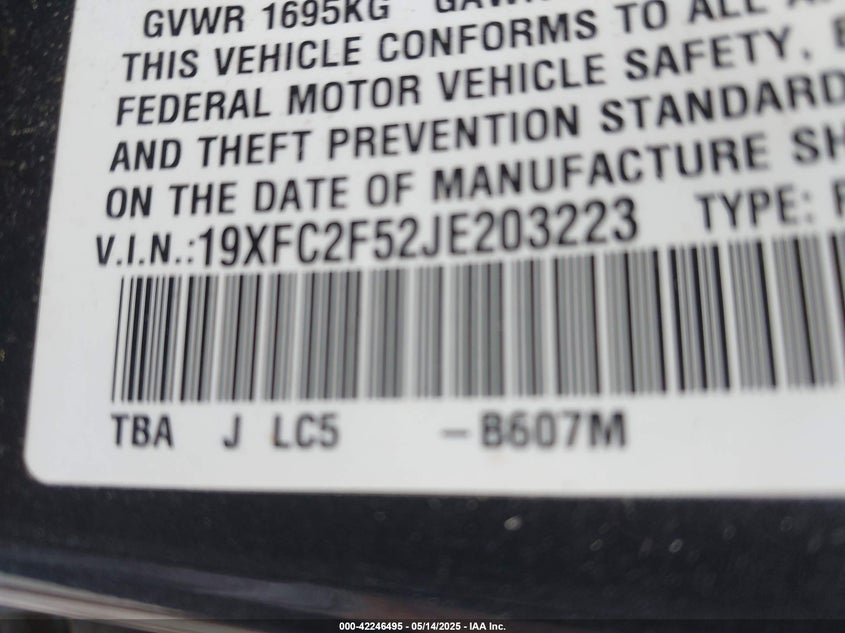 GVWR 1695KG
THIS VEHICLE CONFORMS TO ALL
FEDERAL MOTOR VEHICLE SAFETY,
AND THEFT PREVENTION STANDARD
ON THE DATE OF MANUFACTURE SH
V.I.N.:19XFC2F52JE203223 TYPE:
TBA J LC5 -B607M
000-42246495 - 05/14/2025 - IAA Inc.